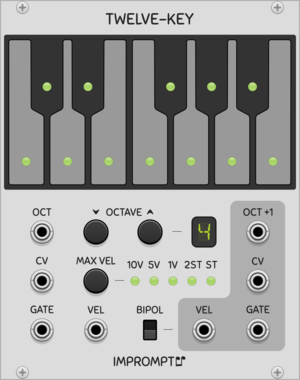 TWELVE-KEY
OCT OCTAVE 4 OCT +1
CV MAX VEL 10V 5V 1V 2ST ST CV
GATE VEL BIPOL VEL GATE
IMPROMPTU